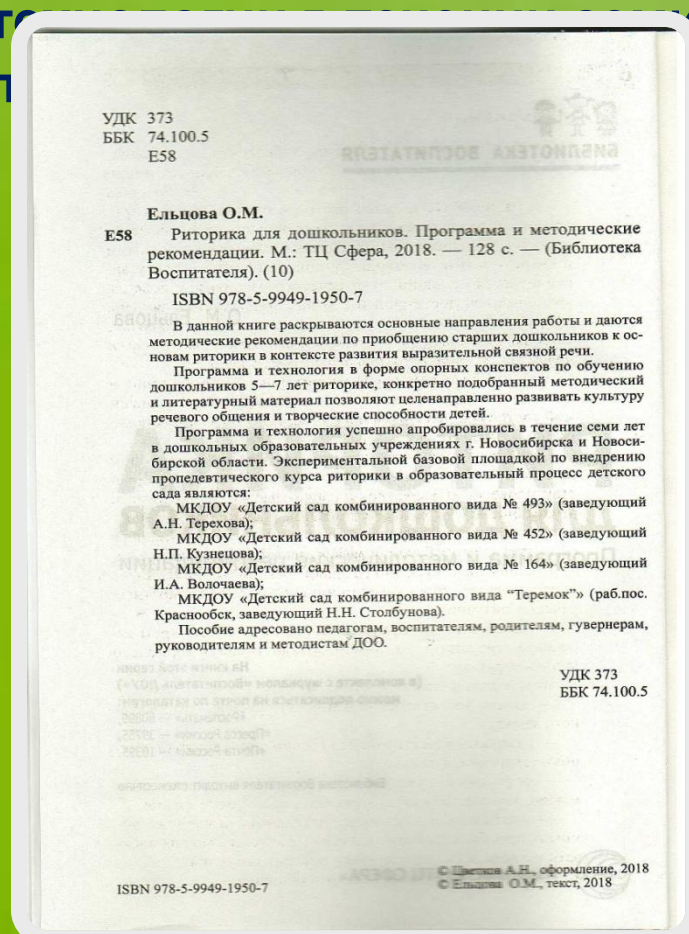 УДК 373
ББК 74.100.5
Е58
Ельцова О.М.
Е58 Риторика для дошкольников. Программа и методические
рекомендации. М.: ТЦ Сфера, 2018. — 128 с. — (Библиотека
Воспитателя). (10)
ISBN 978-5-9949-1950-7
В данной книге раскрываются основные направления работы и даются
методические рекомендации по приобщению старших дошкольников к ос-
новам риторики в контексте развития выразительной связной речи.
Программа и технология в форме опорных конспектов по обучению
дошкольников 5—7 лет риторике, конкретно подобранный методический
и литературный материал позволяют целенаправленно развивать культуру
речевого общения и творческие способности детей.
Программа и технология успешно апробировались в течение семи лет
в дошкольных образовательных учреждениях г. Новосибирска и Новоси-
бирской области. Экспериментальной базовой площадкой по внедрению
пропедевтического курса риторики в образовательный процесс детского
сада являются:
МКДОУ «Детский сад комбинированного вида № 493» (заведующий
А.Н. Терехова);
МКДОУ «Детский сад комбинированного вида № 452» (заведующий
Н.П. Кузнецова);
МКДОУ «Детский сад комбинированного вида № 164» (заведующий
И.А. Волочаева);
МКДОУ «Детский сад комбинированного вида “Теремок”» (раб.пос.
Краснообск, заведующий Н.Н. Столбунова).
Пособие адресовано педагогам, воспитателям, родителям, гувернерам,
руководителям и методистам ДОО.
УДК 373
ББК 74.100.5
© Цветков А.Н., оформление, 2018
ISBN 978-5-9949-1950-7 © Ельцова О.М., текст, 2018